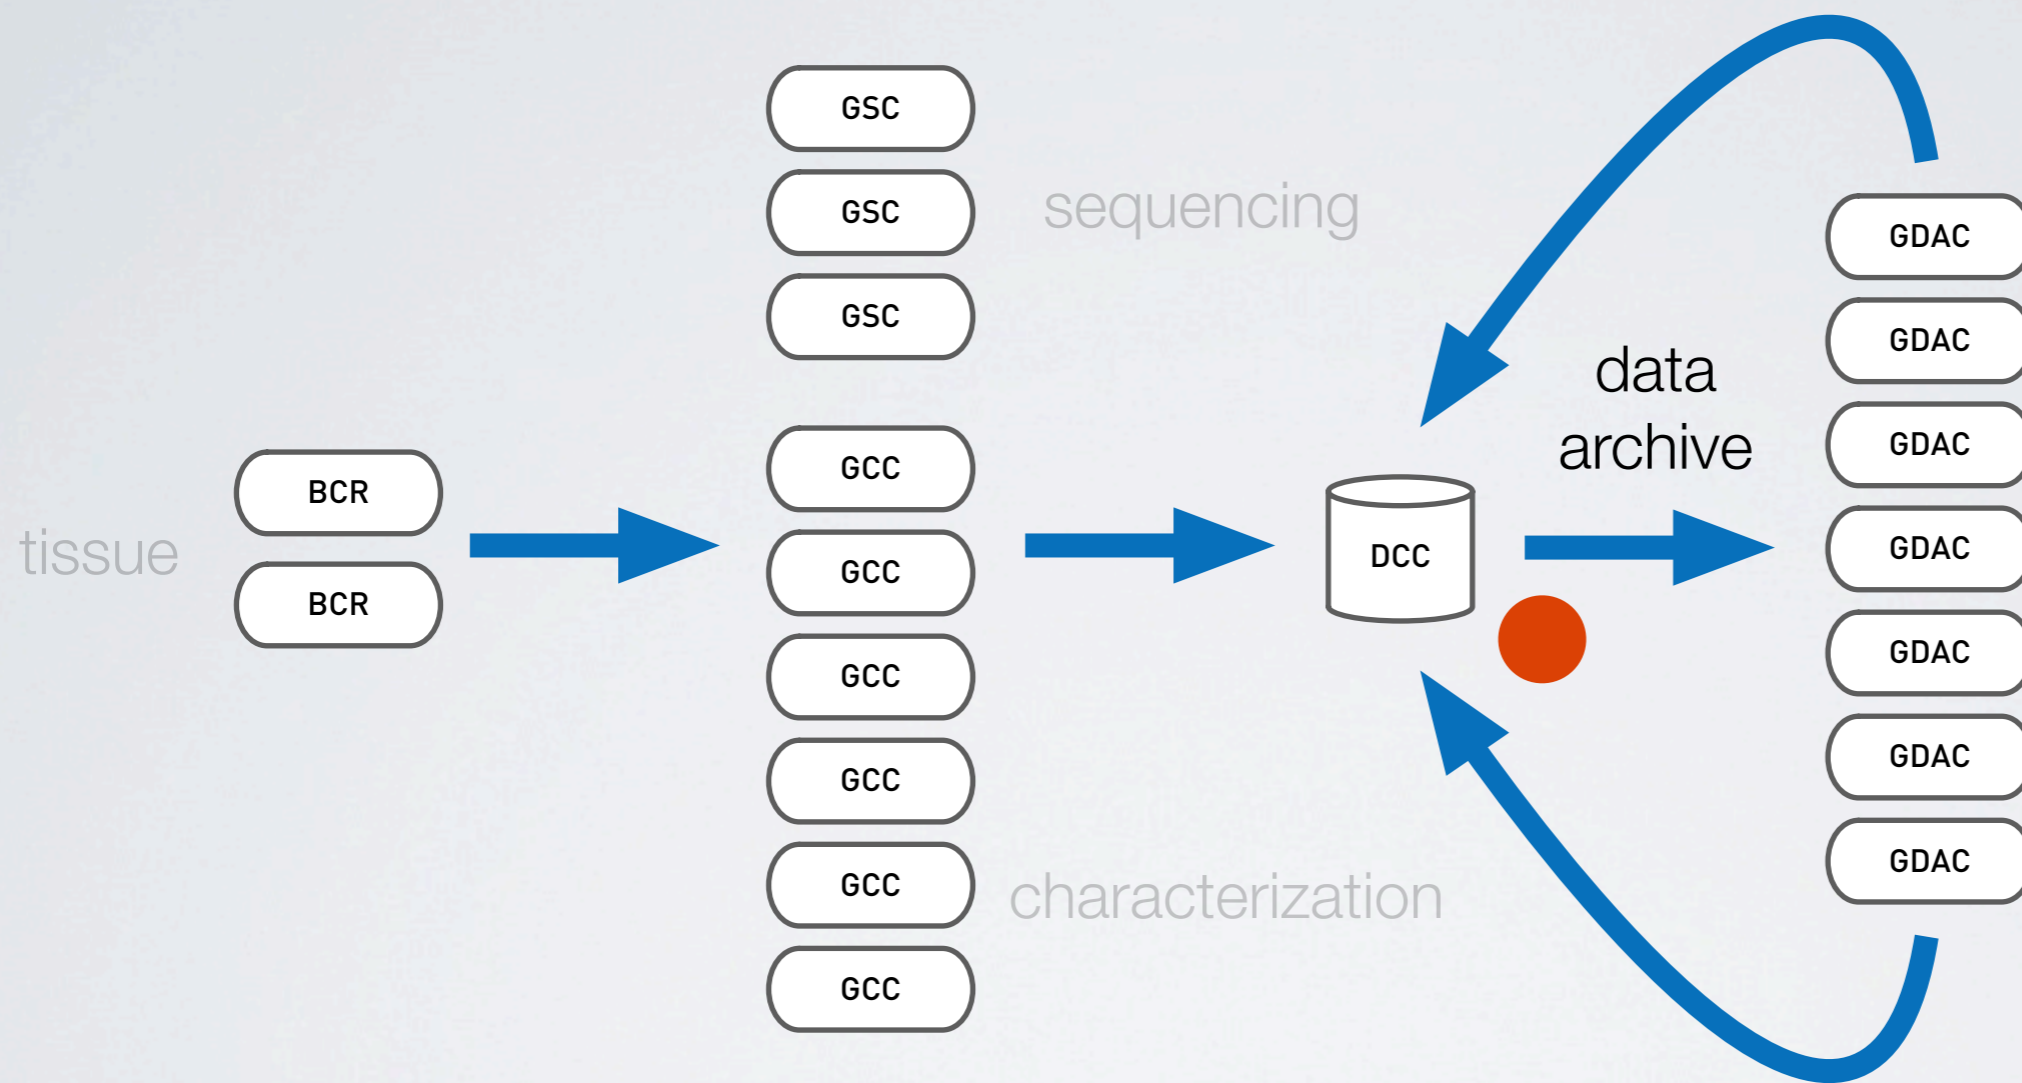 tissue
BCR
BCR
GSC
GSC
GSC
sequencing
GCC
GCC
GCC
GCC
GCC
GCC
characterization
DCC
data
archive
GDAC
GDAC
GDAC
GDAC
GDAC
GDAC
GDAC